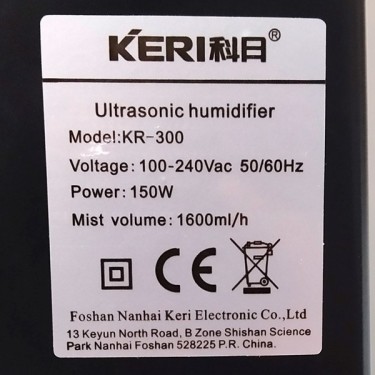 KERI科日®
Ultrasonic humidifier
Model:KR-300
Voltage: 100-240Vac 50/60Hz
Power: 150W
Mist volume: 1600ml/h
CE
Foshan Nanhai Keri Electronic Co.,Ltd
13 Keyun North Road, B Zone Shishan Science
Park Nanhai Foshan 528225 P.R. China.